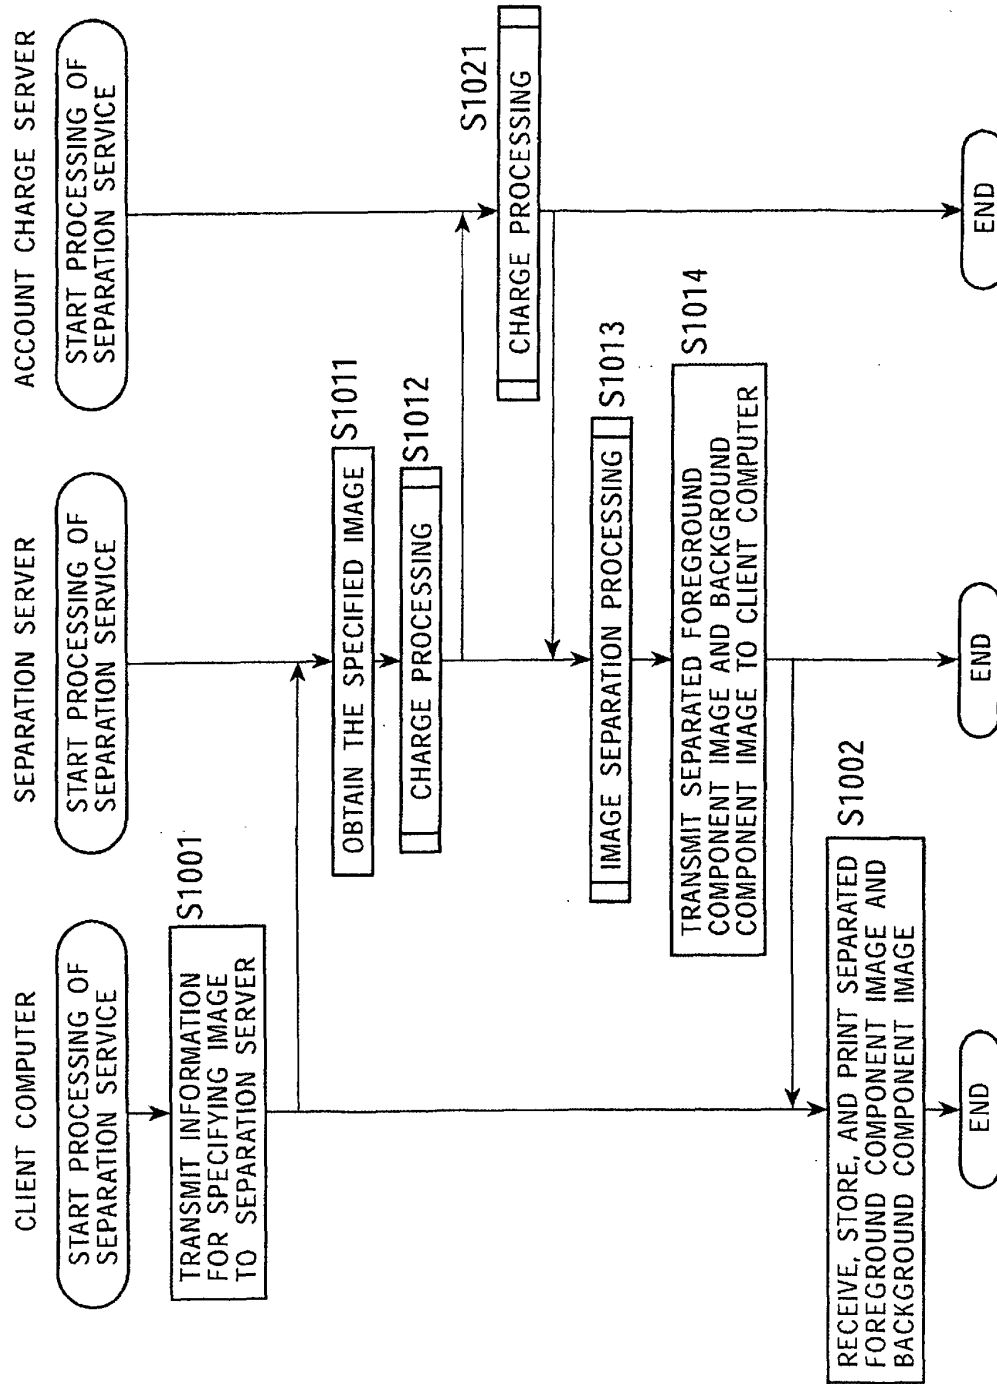 CLIENT COMPUTER
START PROCESSING OF
SEPARATION SERVICE
S1001
TRANSMIT INFORMATION
FOR SPECIFYING IMAGE
TO SEPARATION SERVER
S1002
RECEIVE, STORE, AND PRINT SEPARATED
FOREGROUND COMPONENT IMAGE AND
BACKGROUND COMPONENT IMAGE
END
SEPARATION SERVER
START PROCESSING OF
SEPARATION SERVICE
S1011
OBTAIN THE SPECIFIED IMAGE
S1012
CHARGE PROCESSING
S1013
IMAGE SEPARATION PROCESSING
S1014
TRANSMIT SEPARATED FOREGROUND
COMPONENT IMAGE AND BACKGROUND
COMPONENT IMAGE TO CLIENT COMPUTER
END
ACCOUNT CHARGE SERVER
START PROCESSING OF
SEPARATION SERVICE
S1021
CHARGE PROCESSING
END